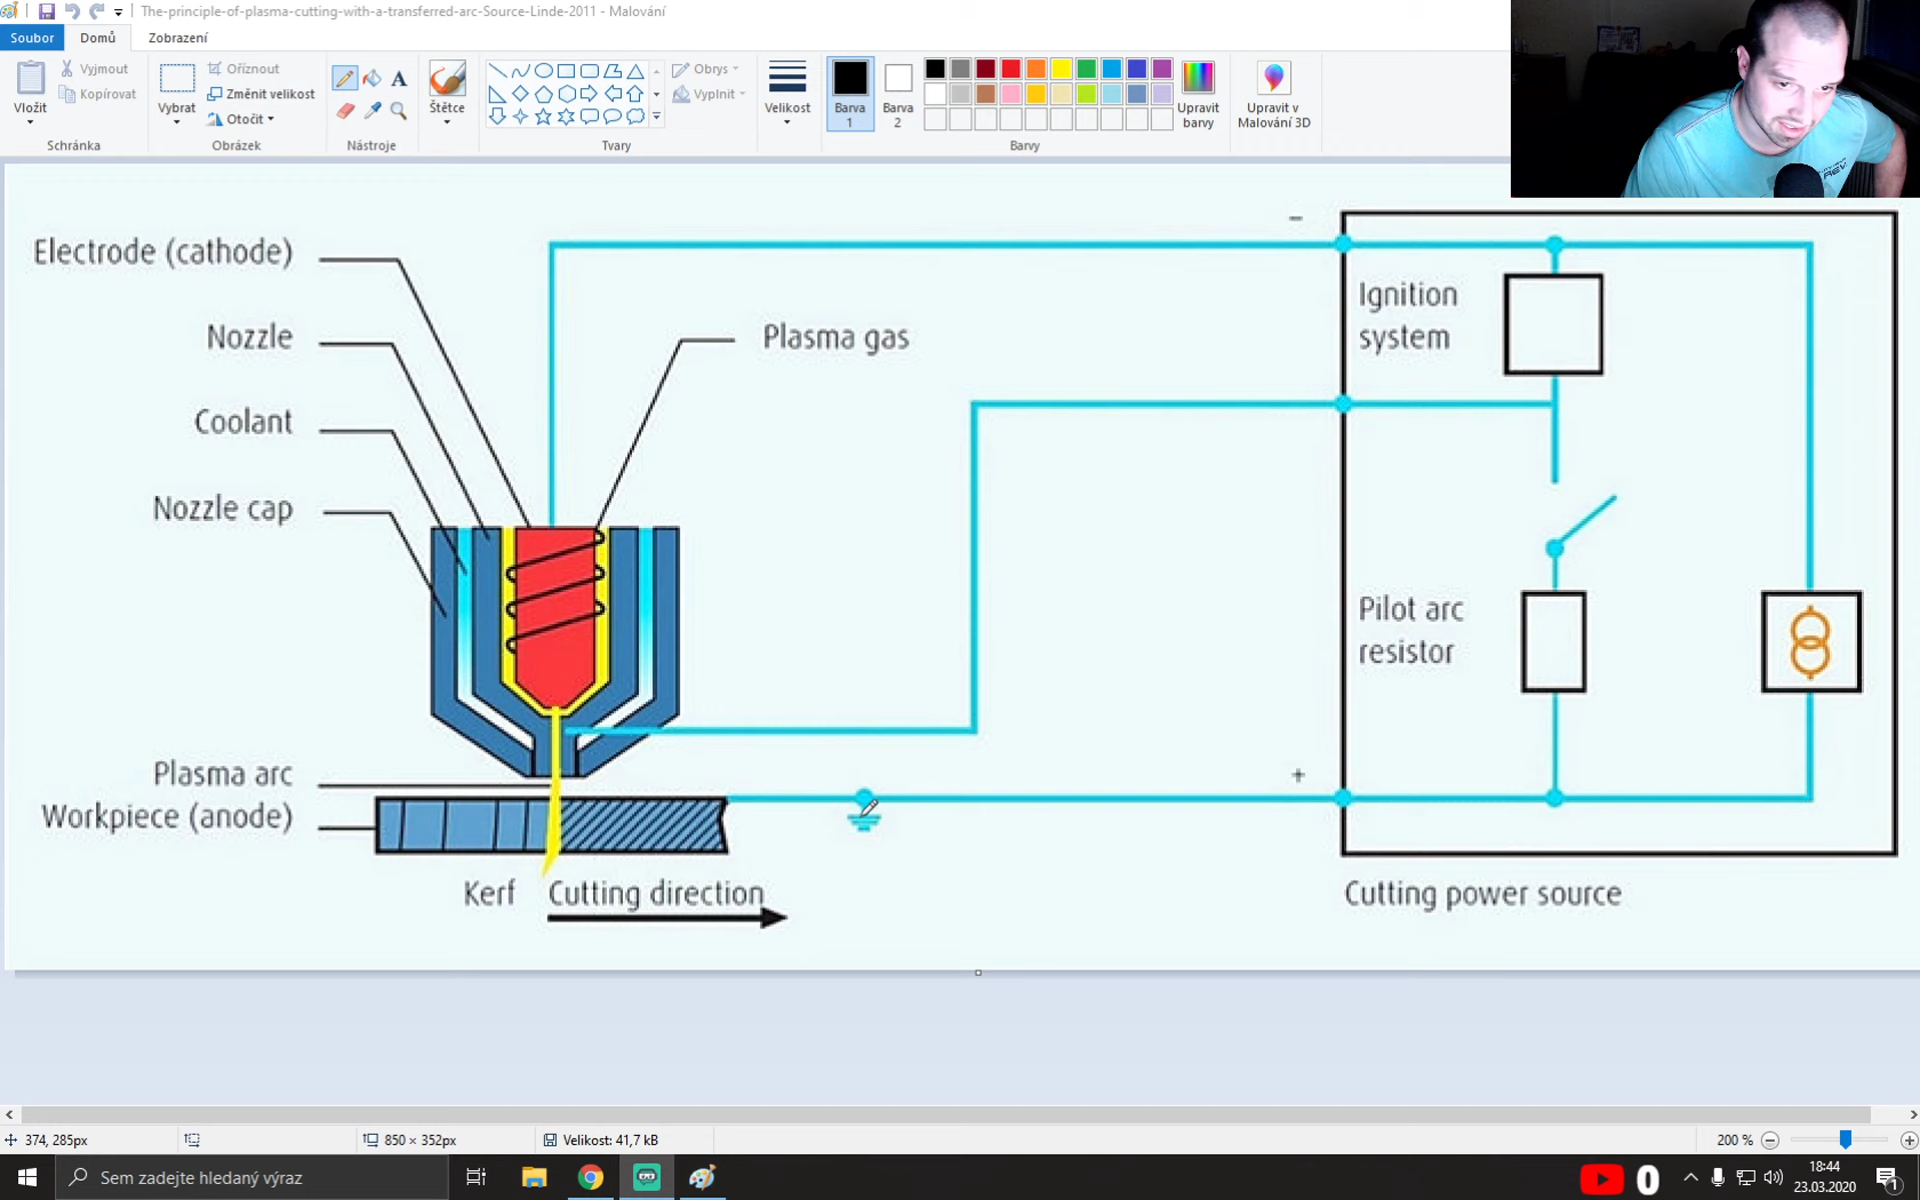 The-principle-of-plasma-cutting-with-a-transferred-arc-Source-Linde-2011 - Malování
Soubor Domů Zobrazení
Vložit
Vyjmout
Kopírovat
Schránka
Vybrat
Oříznout
Změnit velikost
Otočit
Obrázek
A
Nástroje
Štětce
Tvary
Obrys
Vyplnit
Velikost
Barva 1
Barva 2
Barvy
Upravit barvy
Upravit v Malování 3D
Electrode (cathode)
Nozzle
Coolant
Nozzle cap
Plasma gas
Plasma arc
Workpiece (anode)
Kerf
Cutting direction
−
+
Ignition
system
Pilot arc
resistor
Cutting power source
374, 285px
850 × 352px
Velikost: 41,7 kB
200 %
Sem zadejte hledaný výraz
0
18:44
23.03.2020
1